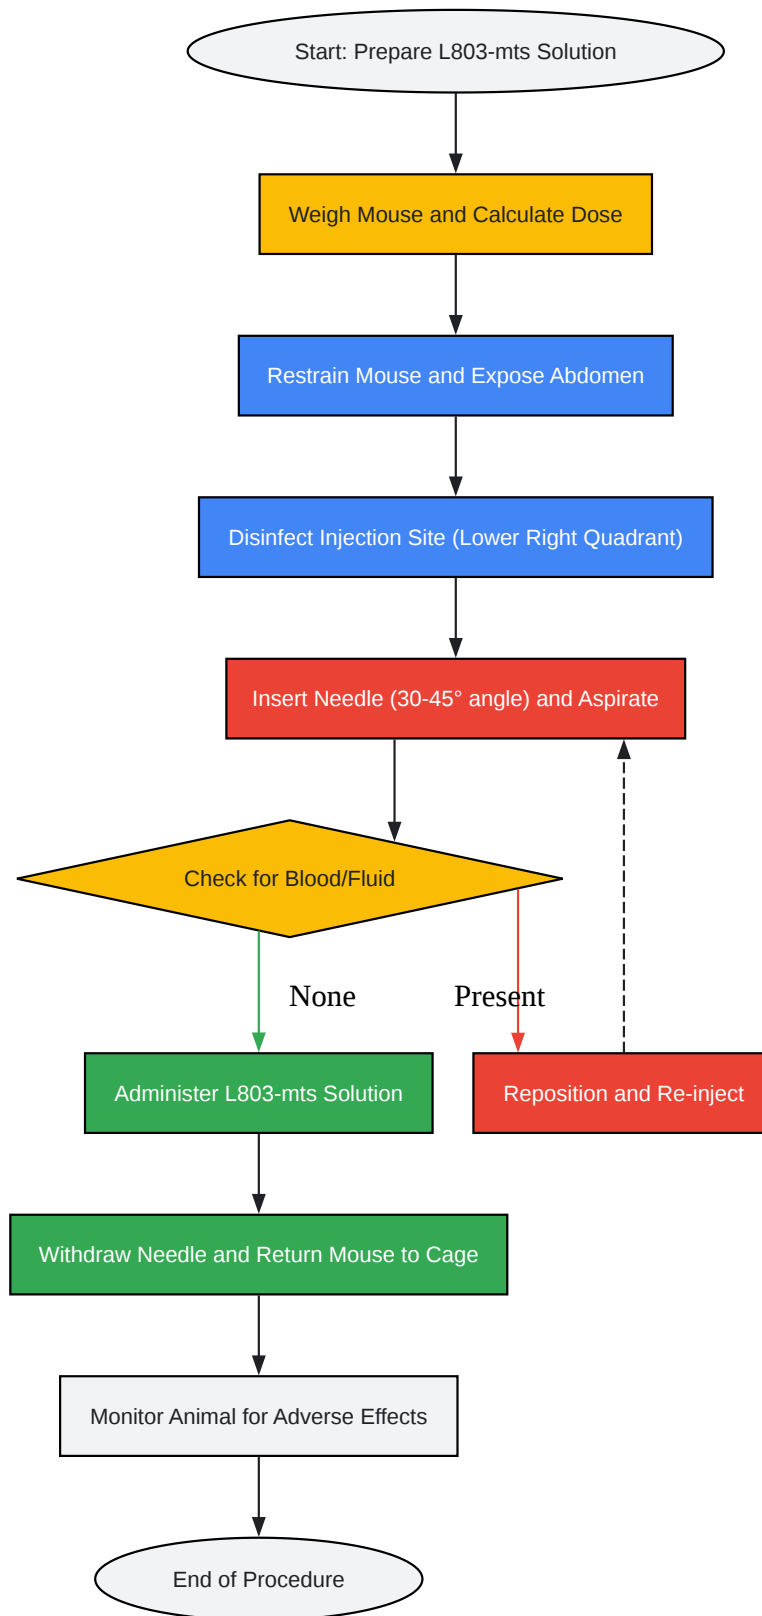 Start: Prepare L803-mts Solution
Weigh Mouse and Calculate Dose
Restrain Mouse and Expose Abdomen
Disinfect Injection Site (Lower Right Quadrant)
Insert Needle (30-45° angle) and Aspirate
Check for Blood/Fluid
None
Present
Administer L803-mts Solution
Reposition and Re-inject
Withdraw Needle and Return Mouse to Cage
Monitor Animal for Adverse Effects
End of Procedure